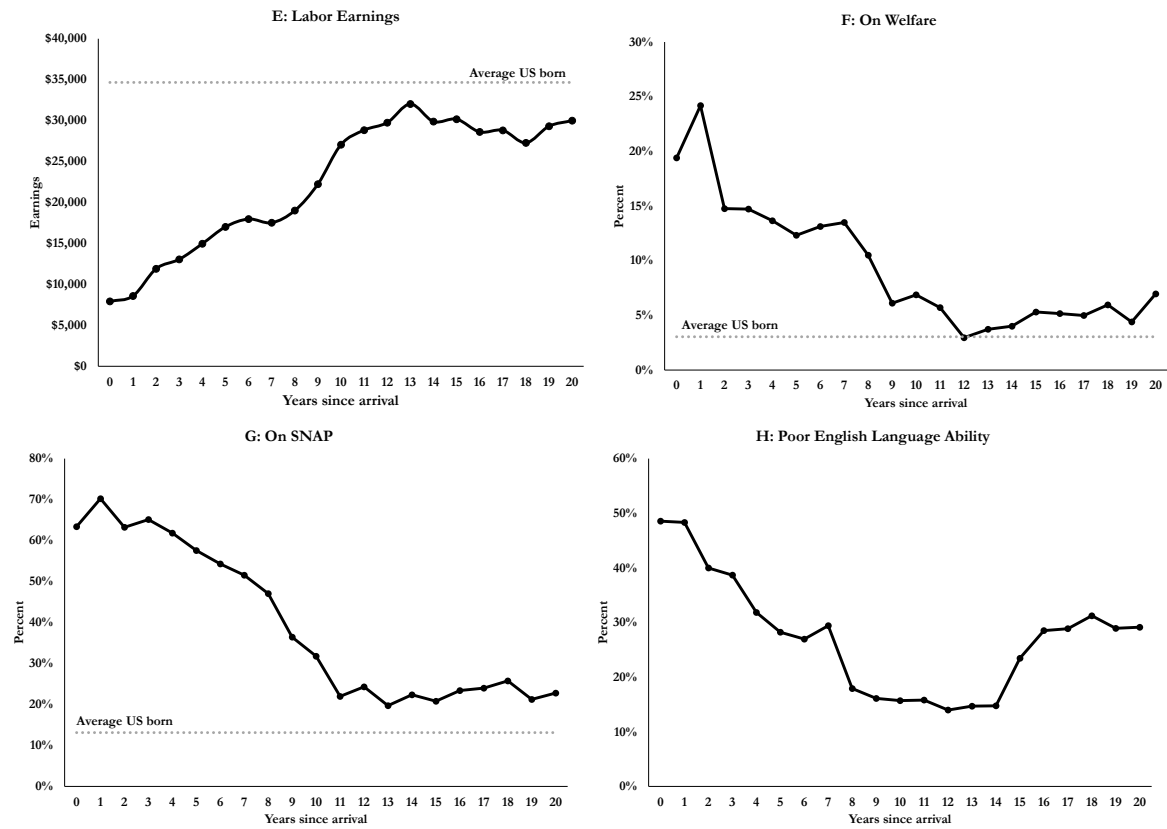 E: Labor Earnings
$40,000
$35,000
$30,000
$25,000
$20,000
$15,000
$10,000
$5,000
$0
Earnings
Average US born
0 1 2 3 4 5 6 7 8 9 10 11 12 13 14 15 16 17 18 19 20
Years since arrival
F: On Welfare
30%
25%
20%
15%
10%
5%
0%
Percent
Average US born
0 1 2 3 4 5 6 7 8 9 10 11 12 13 14 15 16 17 18 19 20
Years since arrival
G: On SNAP
80%
70%
60%
50%
40%
30%
20%
10%
0%
Percent
Average US born
0 1 2 3 4 5 6 7 8 9 10 11 12 13 14 15 16 17 18 19 20
Years since arrival
H: Poor English Language Ability
60%
50%
40%
30%
20%
10%
0%
Percent
0 1 2 3 4 5 6 7 8 9 10 11 12 13 14 15 16 17 18 19 20
Years since arrival